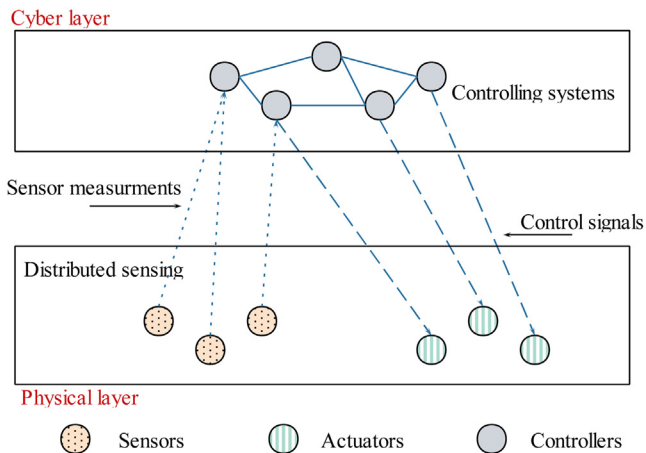 Cyber layer
Controlling systems
Sensor measurments
Control signals
Distributed sensing
Physical layer
Sensors
Actuators
Controllers